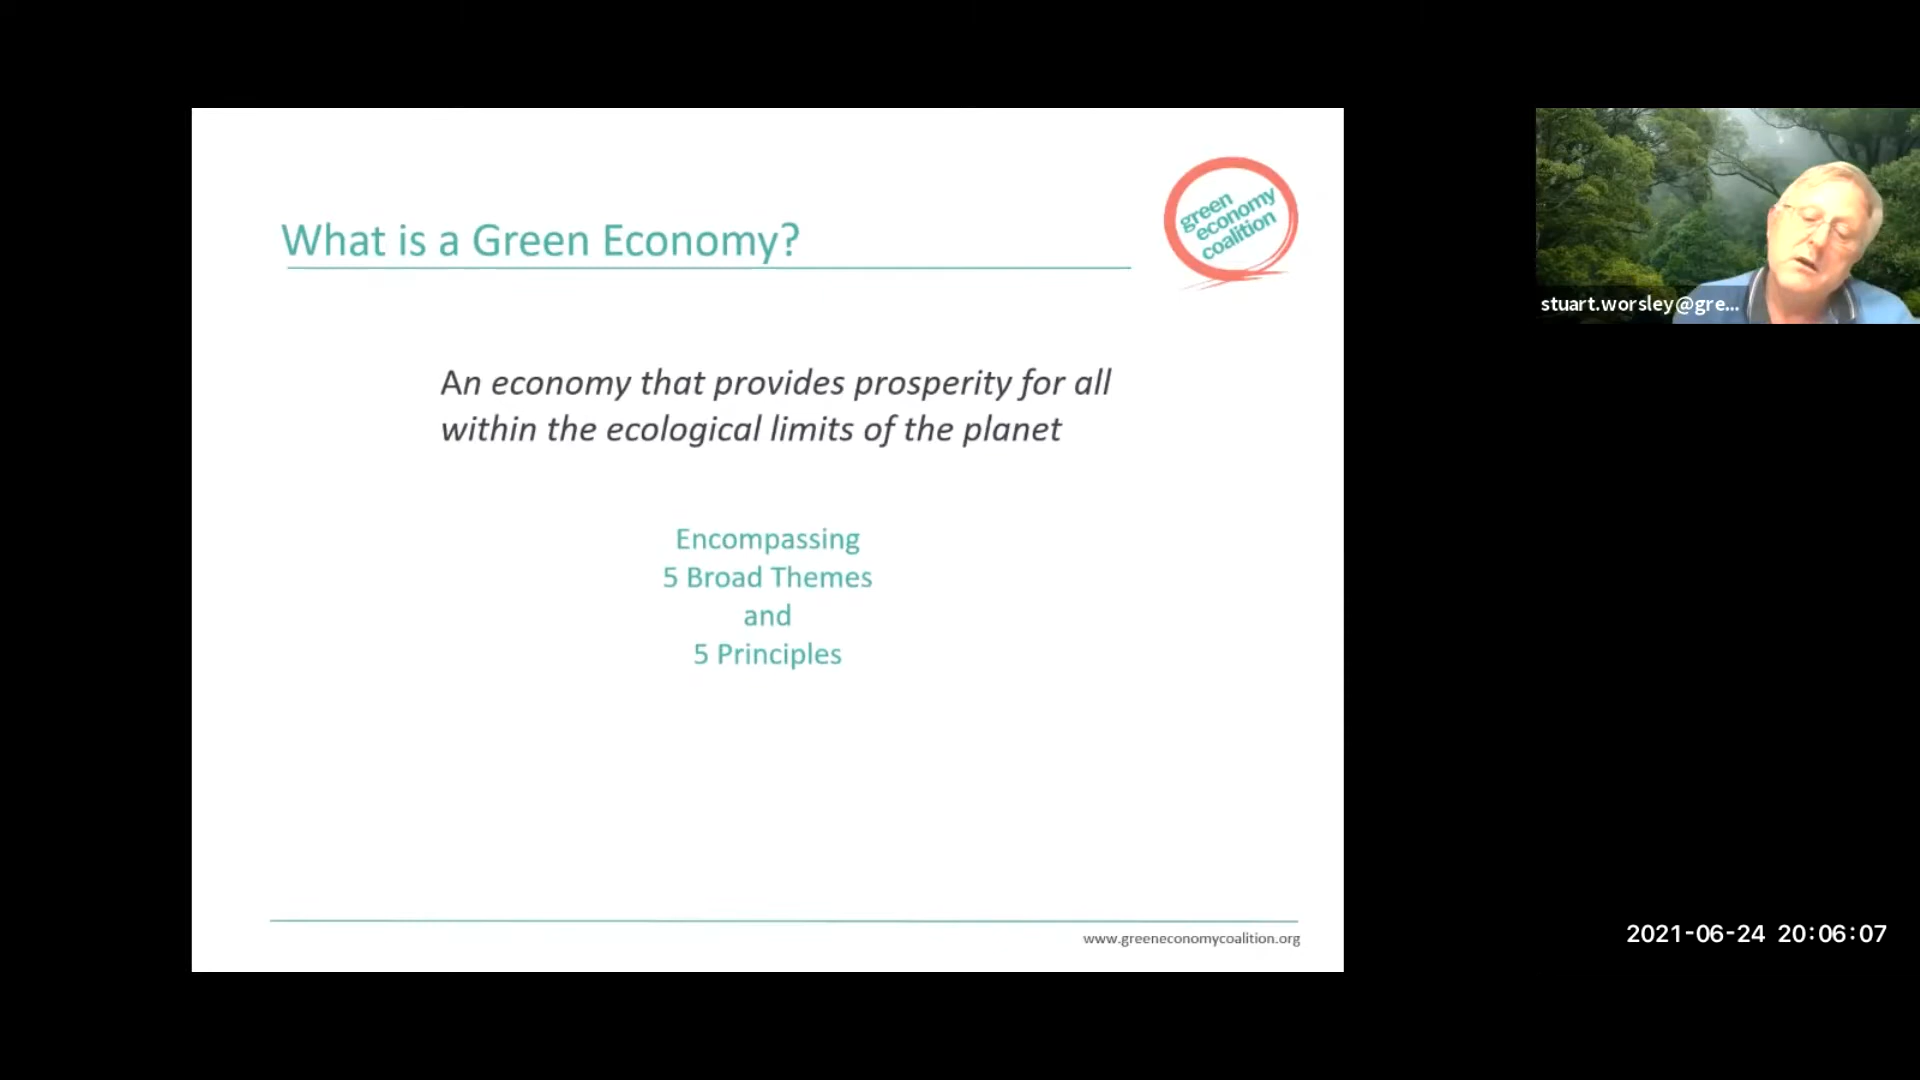 What is a Green Economy?
green
economy
coalition
An economy that provides prosperity for all
within the ecological limits of the planet
Encompassing
5 Broad Themes
and
5 Principles
www.greeneconomycoalition.org
stuart.worsley@gre...
2021-06-24 20:06:07